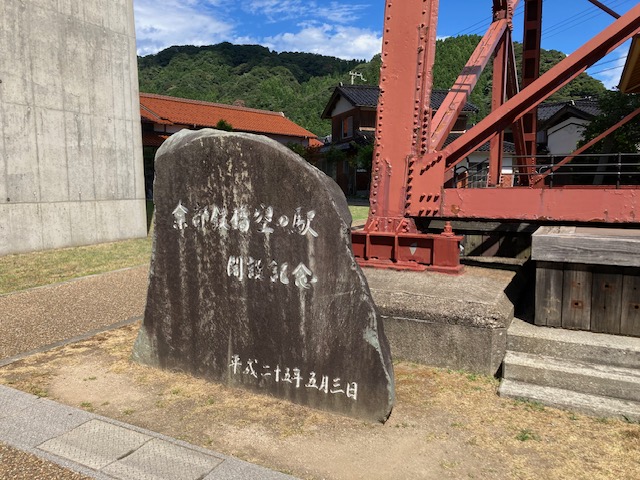 余部鉄橋空の駅
開設記念
平成二十五年五月三日